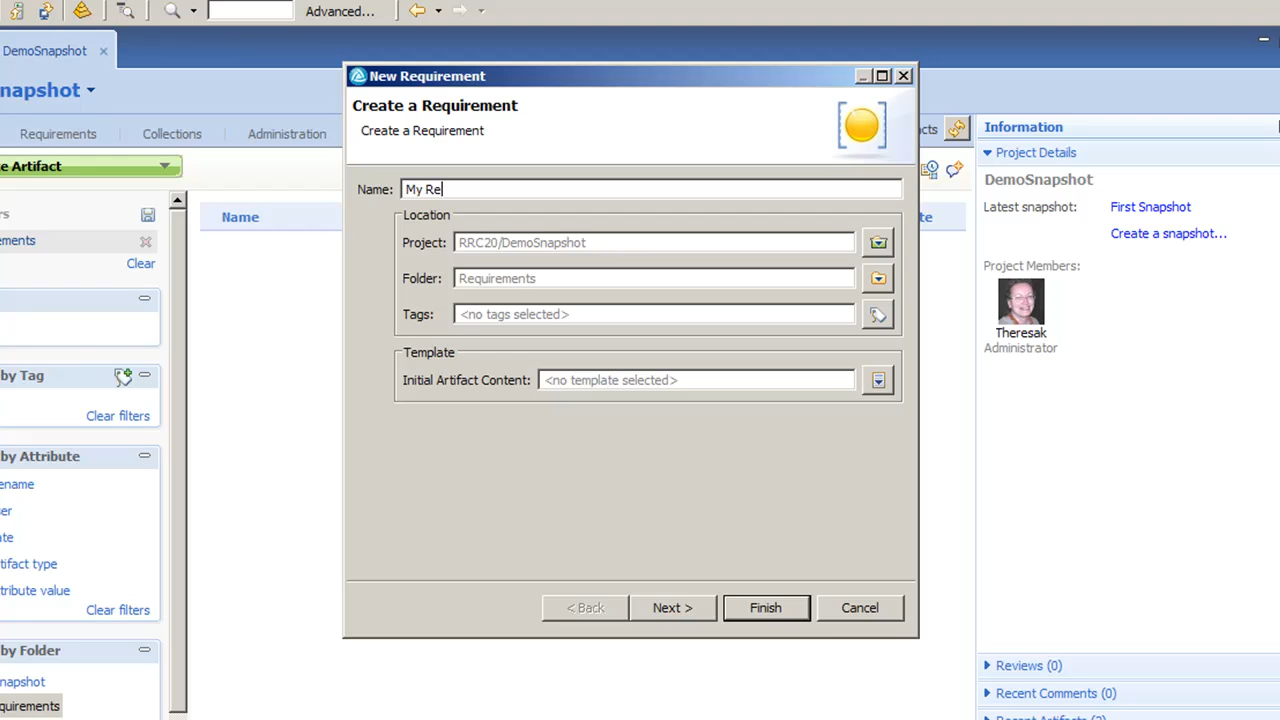 Advanced...
DemoSnapshot
napshot
Requirements
Collections
Administration
cts
e Artifact
rs
ements
Clear
by Tag
Clear filters
by Attribute
ename
er
ate
tifact type
tribute value
Clear filters
by Folder
napshot
quirements
Name
te
New Requirement
Create a Requirement
Create a Requirement
Name: My Re
Location
Project: RRC20/DemoSnapshot
Folder: Requirements
Tags: <no tags selected>
Template
Initial Artifact Content: <no template selected>
< Back
Next >
Finish
Cancel
Information
Project Details
DemoSnapshot
Latest snapshot: First Snapshot
Create a snapshot...
Project Members:
Theresak
Administrator
Reviews (0)
Recent Comments (0)